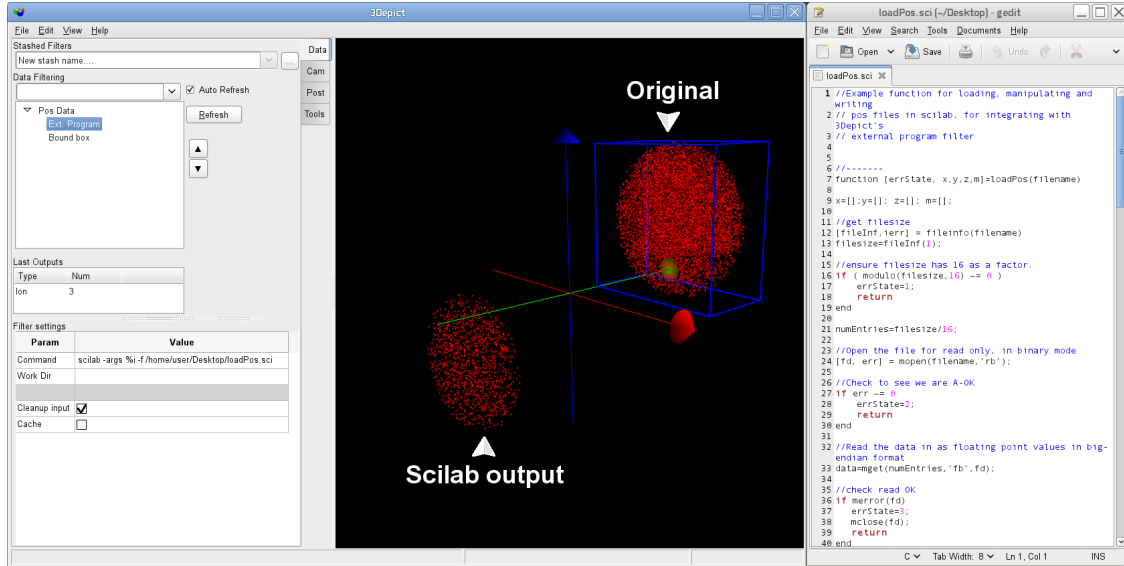 3Depict
File Edit View Help
Stashed Filters
New stash name....
...
Data Filtering
Auto Refresh
Pos Data
Ext. Program
Bound box
Refresh
Last Outputs
Type Num
Ion 3
Filter settings
Param Value
Command scilab -args %i -f /home/user/Desktop/loadPos.sci
Work Dir
Cleanup input
Cache
Data
Cam
Post
Tools
Original
Scilab output
loadPos.sci (~/Desktop) - gedit
File Edit View Search Tools Documents Help
Open Save Undo
loadPos.sci
1 //Example function for loading, manipulating and
writing
2 // pos files in scilab, for integrating with
3Depict's
3 // external program filter
4
5
6 //-------
7 function [errState, x,y,z,m]=loadPos(filename)
8
9 x=[];y=[]; z=[]; m=[];
10
11 //get filesize
12 [fileInf,ierr] = fileinfo(filename)
13 filesize=fileInf(1);
14
15 //ensure filesize has 16 as a factor.
16 if ( modulo(filesize,16) ~= 0 )
17 errState=1;
18 return
19 end
20
21 numEntries=filesize/16;
22
23 //Open the file for read only, in binary mode
24 [fd, err] = mopen(filename,'rb');
25
26 //Check to see we are A-OK
27 if err ~= 0
28 errState=2;
29 return
30 end
31
32 //Read the data in as floating point values in big-
endian format
33 data=mget(numEntries,'fb',fd);
34
35 //check read OK
36 if merror(fd)
37 errState=3;
38 mclose(fd);
39 return
40 end
C Tab Width: 8 Ln 1, Col 1 INS